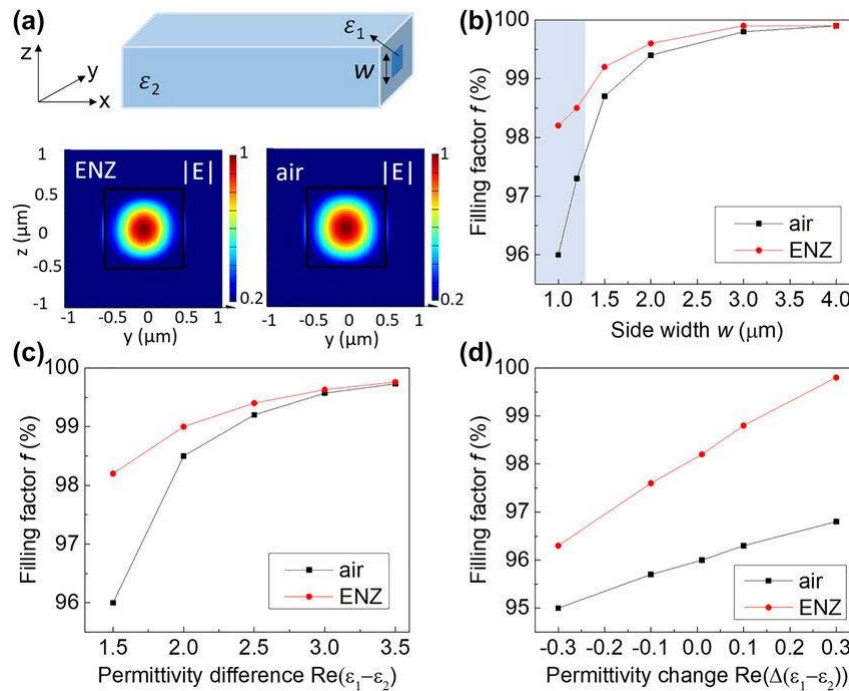 (a)
z
y
x
ε₂
ε₁
w
ENZ |E|
air |E|
1
0.5
0
-0.5
-1
z (μm)
-1 -0.5 0 0.5 1
y (μm)
1
0.2
-1 -0.5 0 0.5 1
y (μm)
1
0.2
(b)
100
99
98
97
96
Filling factor f (%)
air
ENZ
1.0 1.5 2.0 2.5 3.0 3.5 4.0
Side width w (μm)
(c)
100
99
98
97
96
Filling factor f (%)
air
ENZ
1.5 2.0 2.5 3.0 3.5
Permittivity difference Re(ε₁−ε₂)
(d)
100
99
98
97
96
95
Filling factor f (%)
air
ENZ
-0.3 -0.2 -0.1 0.0 0.1 0.2 0.3
Permittivity change Re(Δ(ε₁−ε₂))